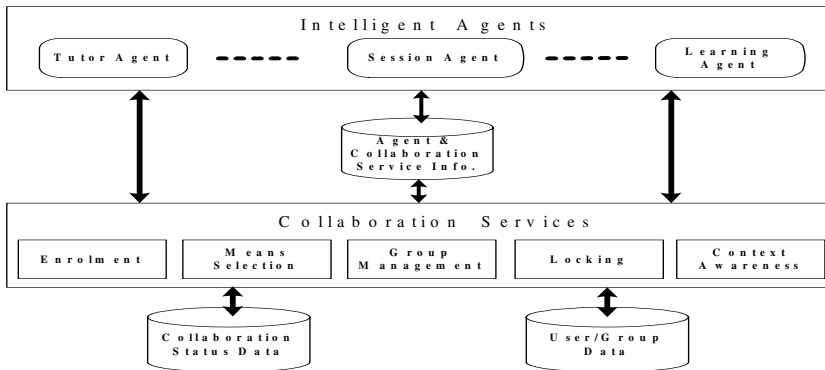 Intelligent Agents
Tutor Agent
Session Agent
Learning
Agent
Agent &
Collaboration
Service Info.
Collaboration Services
Enrolment
Means
Selection
Group
Management
Locking
Context
Awareness
Collaboration
Status Data
User/Group
Data